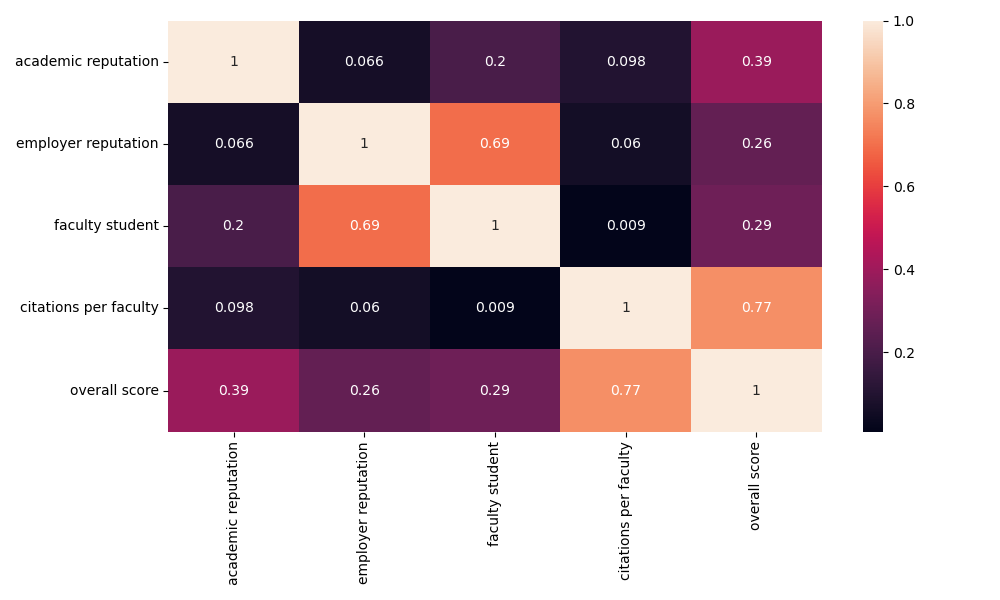 academic reputation 1 0.066 0.2 0.098 0.39
employer reputation 0.066 1 0.69 0.06 0.26
faculty student 0.2 0.69 1 0.009 0.29
citations per faculty 0.098 0.06 0.009 1 0.77
overall score 0.39 0.26 0.29 0.77 1
academic reputation
employer reputation
faculty student
citations per faculty
overall score
1.0
0.8
0.6
0.4
0.2